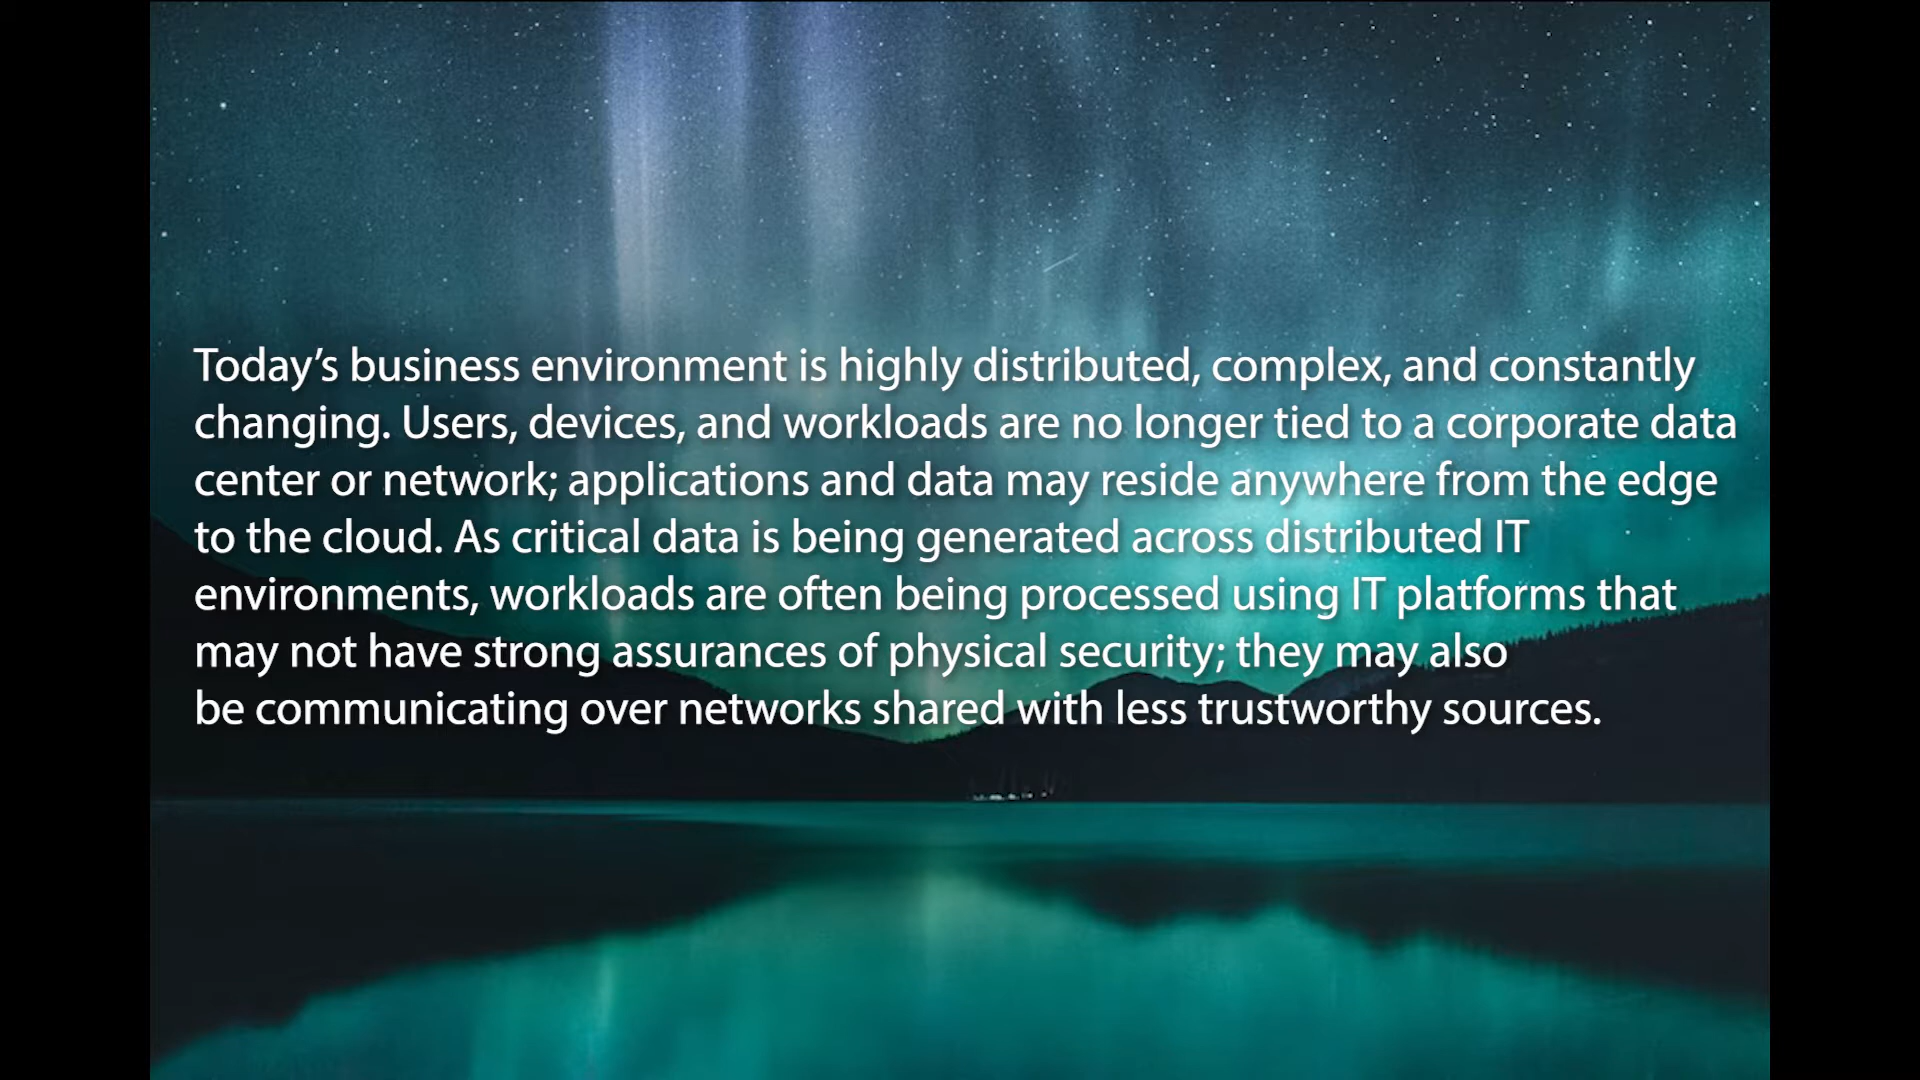 Today’s business environment is highly distributed, complex, and constantly
changing. Users, devices, and workloads are no longer tied to a corporate data
center or network; applications and data may reside anywhere from the edge
to the cloud. As critical data is being generated across distributed IT
environments, workloads are often being processed using IT platforms that
may not have strong assurances of physical security; they may also
be communicating over networks shared with less trustworthy sources.